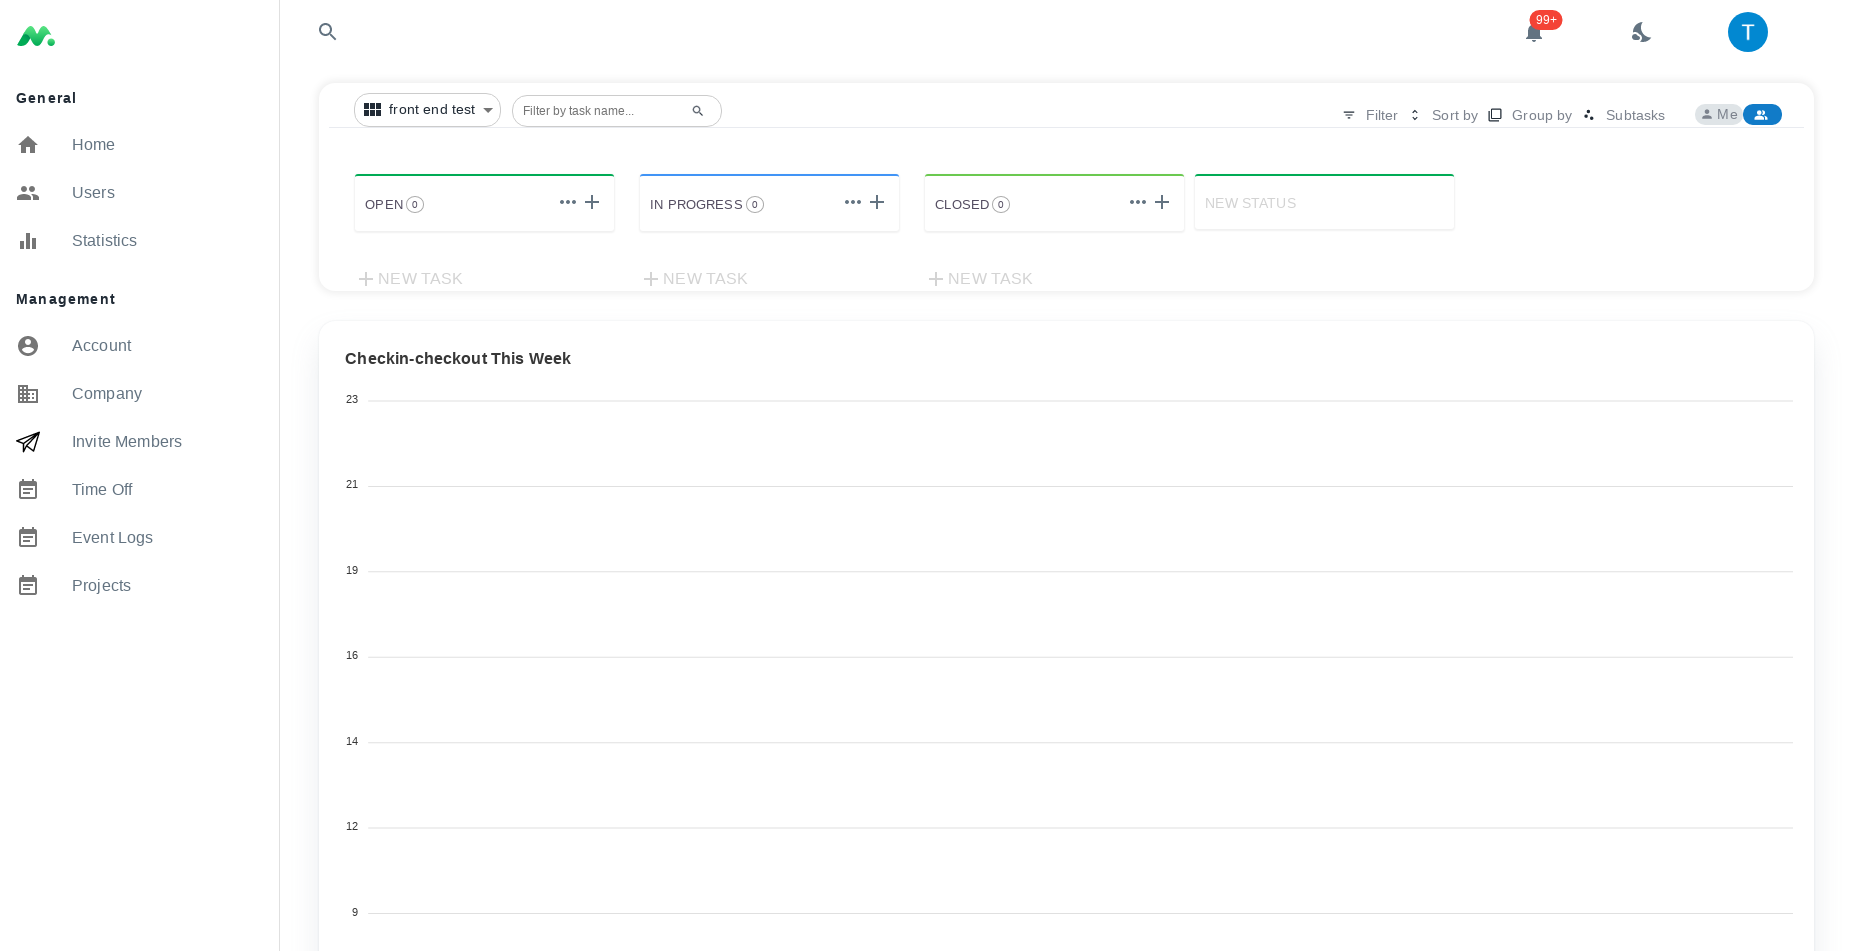 99+
T
General
Home
Users
Statistics
Management
Account
Company
Invite Members
Time Off
Event Logs
Projects
front end test
Filter by task name...
Filter
Sort by
Group by
Subtasks
Me
OPEN 0
IN PROGRESS 0
CLOSED 0
NEW STATUS
NEW TASK
NEW TASK
NEW TASK
Checkin-checkout This Week
23
21
19
16
14
12
9